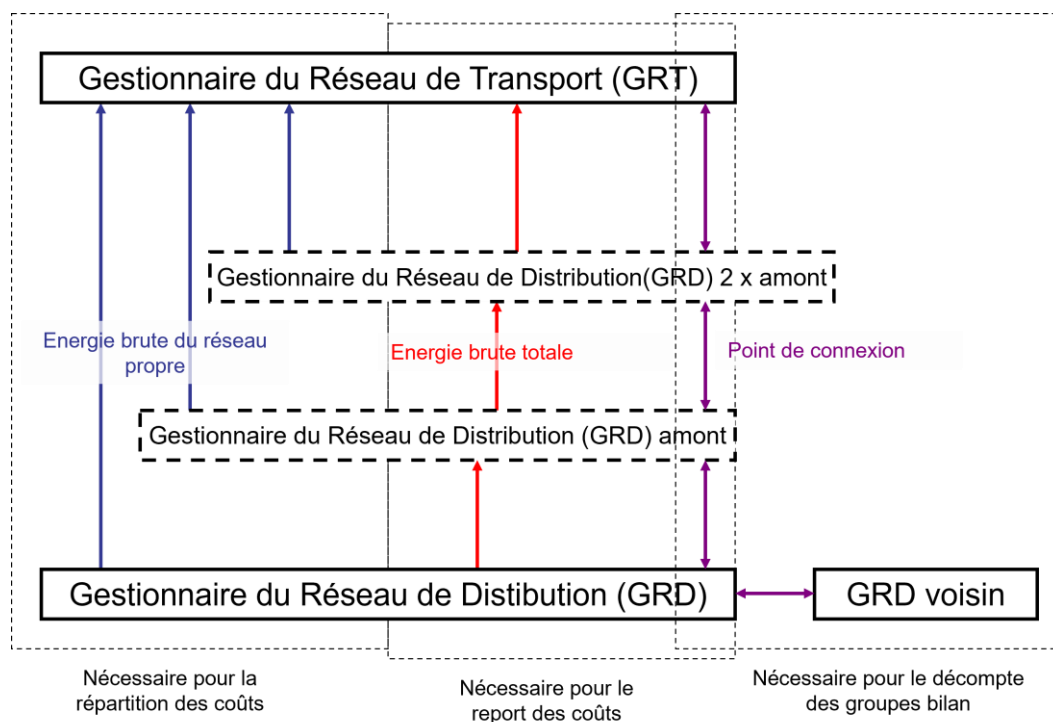 Gestionnaire du Réseau de Transport (GRT)
Gestionnaire du Réseau de Distribution(GRD) 2 x amont
Energie brute du réseau
propre
Energie brute totale
Point de connexion
Gestionnaire du Réseau de Distribution (GRD) amont
Gestionnaire du Réseau de Distibution (GRD)
GRD voisin
Nécessaire pour la
répartition des coûts
Nécessaire pour le
report des coûts
Nécessaire pour le décompte
des groupes bilan